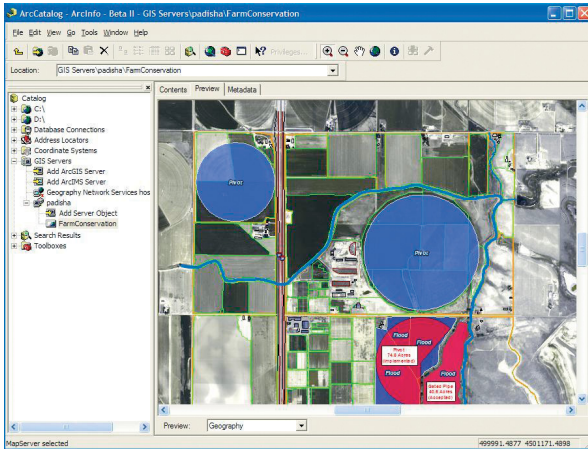 ArcCatalog - ArcInfo - Beta II - GIS Servers\padisha\FarmConservation
File Edit View Go Tools Window Help
Privileges...
Location: GIS Servers\padisha\FarmConservation
Catalog
C:\
D:\
Database Connections
Address Locators
Coordinate Systems
GIS Servers
Add ArcGIS Server
Add ArcIMS Server
Geography Network Services hos
padisha
Add Server Object
FarmConservation
Search Results
Toolboxes
Contents Preview Metadata
Pivot
Pivot
Flood
Flood
Pivot
74.6 Acres
(Implemented)
Flood
Flood
Gated Pipe
40.6 Acres
(Accepted)
Preview: Geography
MapServer selected
499991.4877 4501171.4898